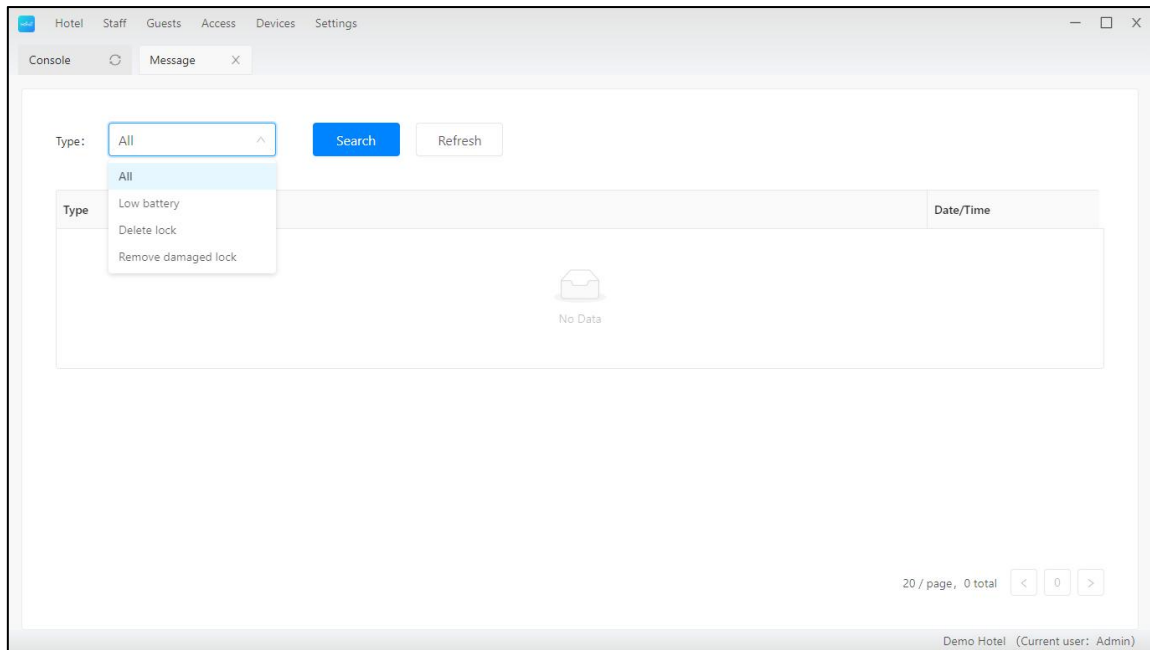 Hotel Staff Guests Access Devices Settings
Console Message
Type: All Search Refresh
All
Low battery
Delete lock
Remove damaged lock
Type Date/Time
No Data
20 / page, 0 total < 0 >
Demo Hotel (Current user: Admin)